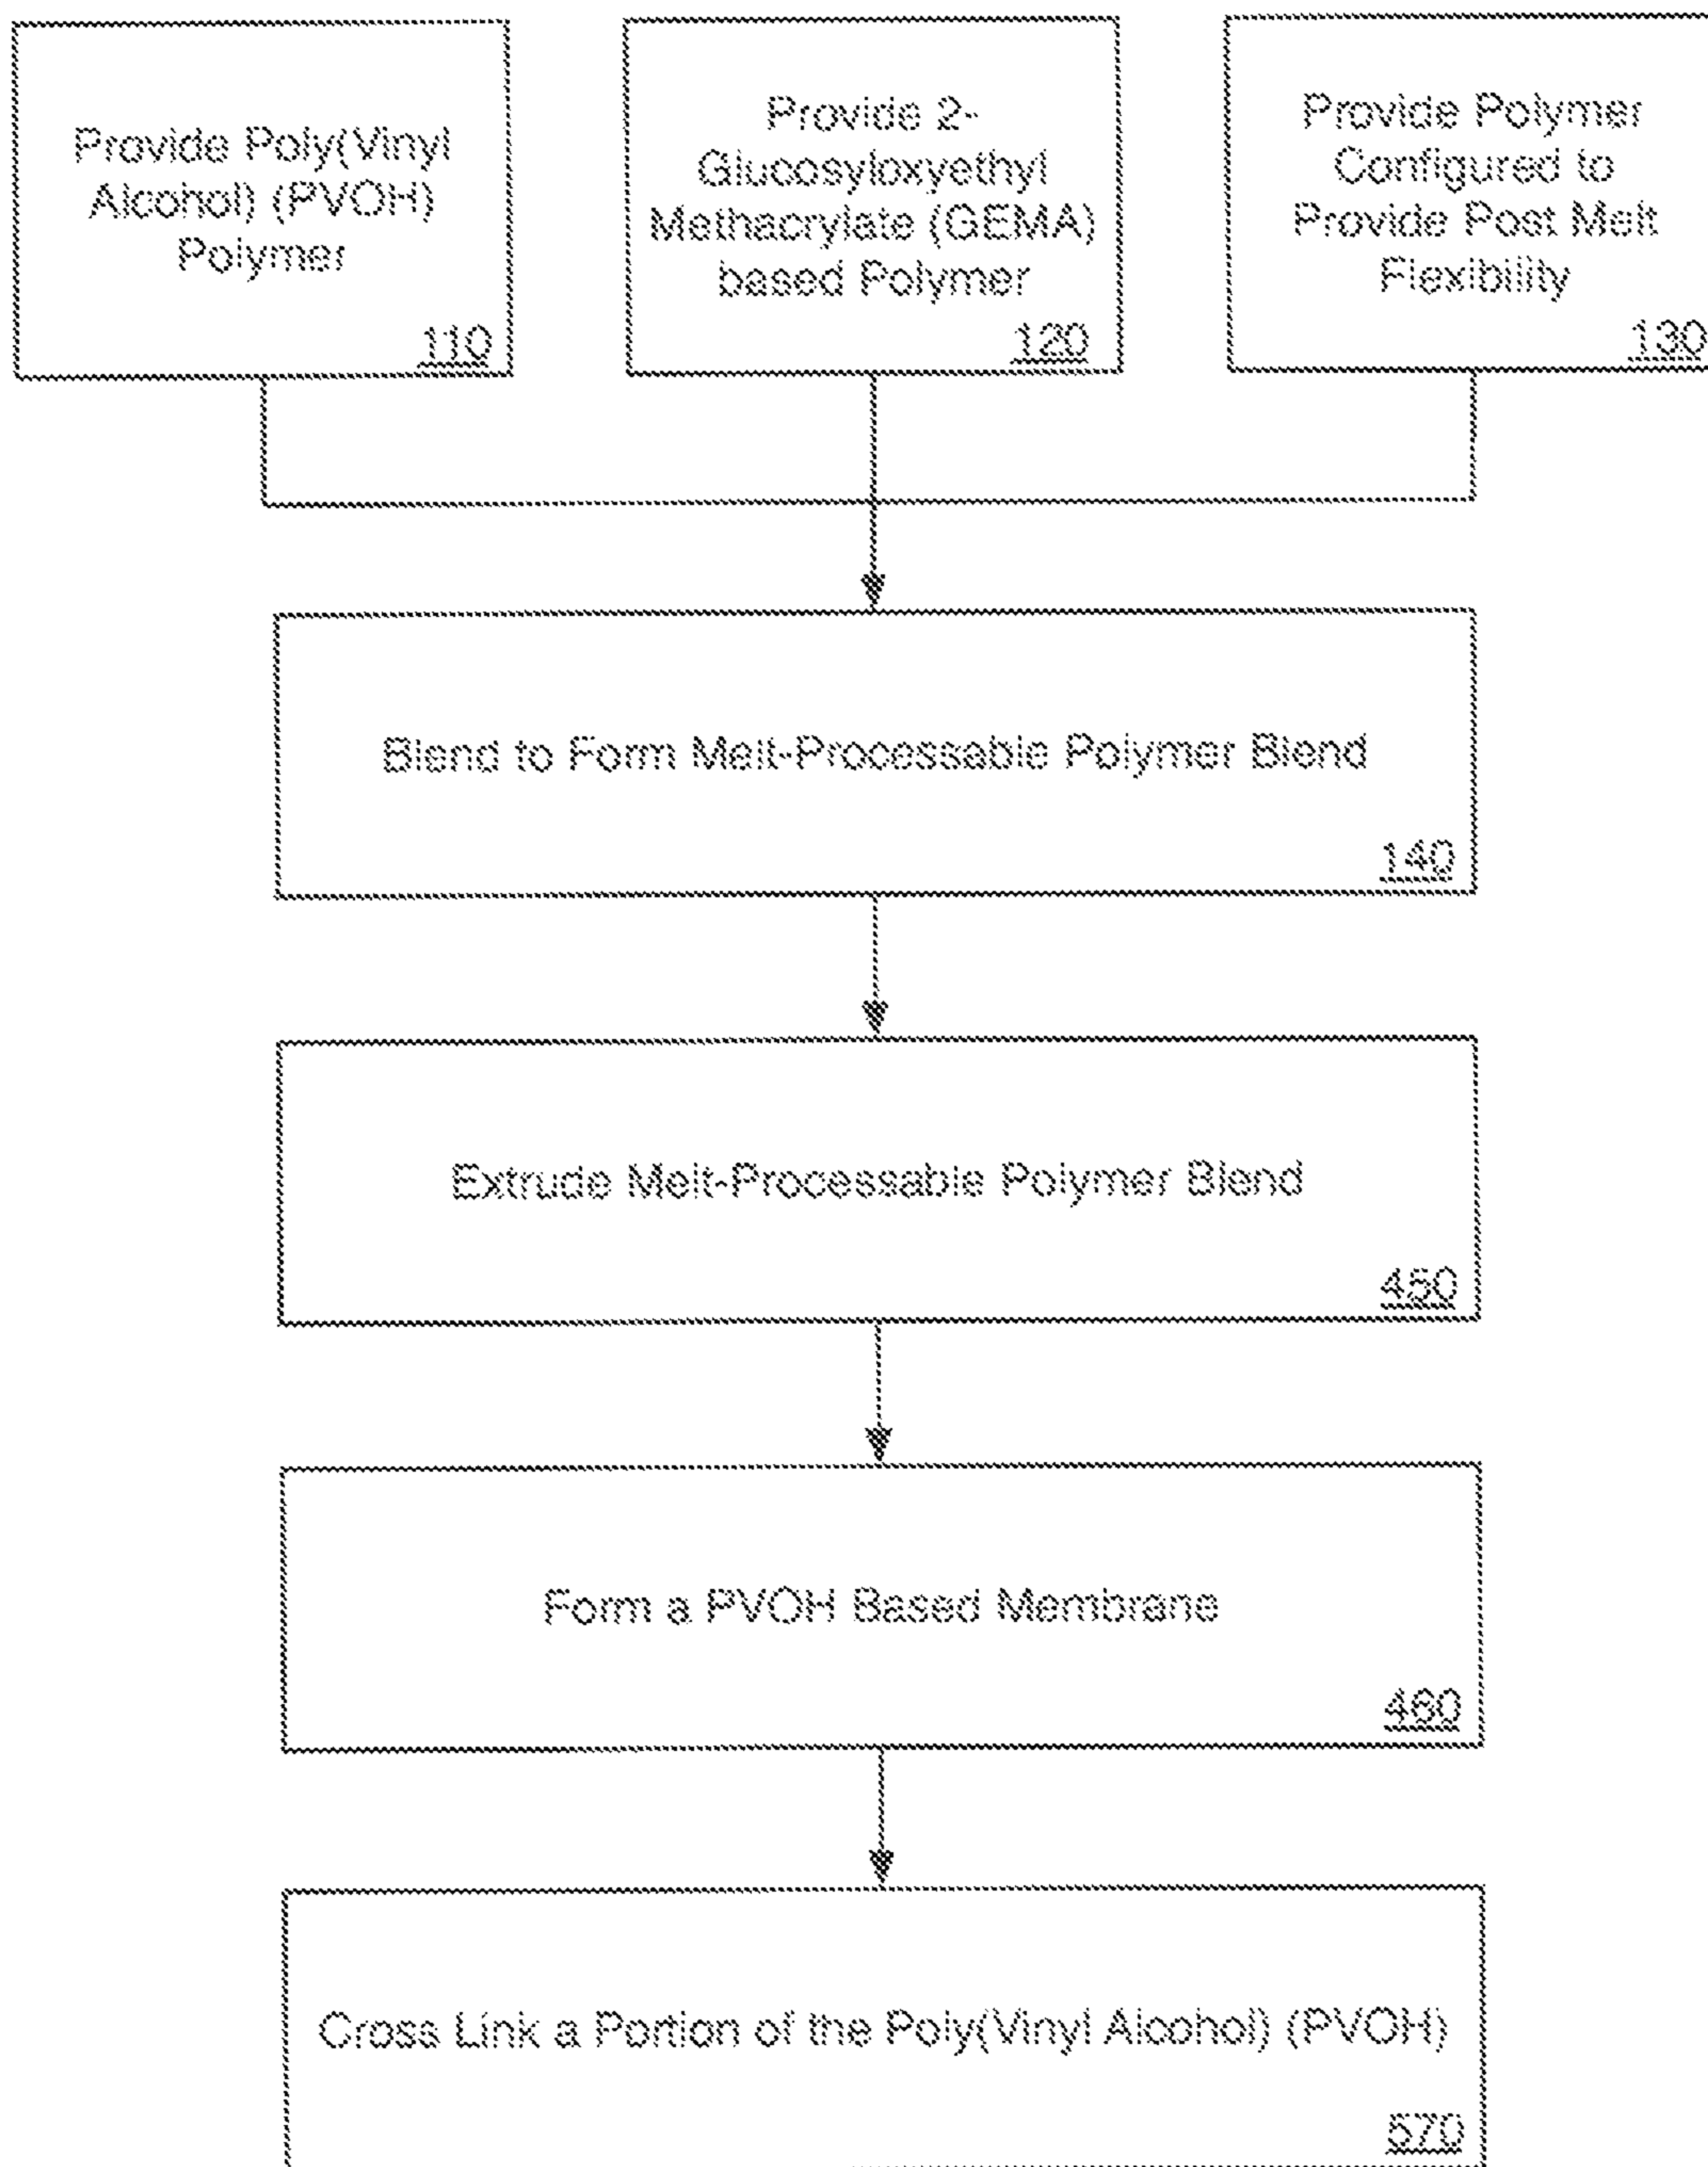 Provide Poly(Vinyl
Alcohol) (PVOH)
Polymer
110
Provide 2-
Glucosyloxyethyl
Methacrylate (GEMA)
based Polymer
120
Provide Polymer
Configured to
Provide Post Melt
Flexibility
130
Blend to Form Melt-Processable Polymer Blend
140
Extrude Melt-Processable Polymer Blend
450
Form a PVOH Based Membrane
460
Cross Link a Portion of the Poly(Vinyl Alcohol) (PVOH)
570